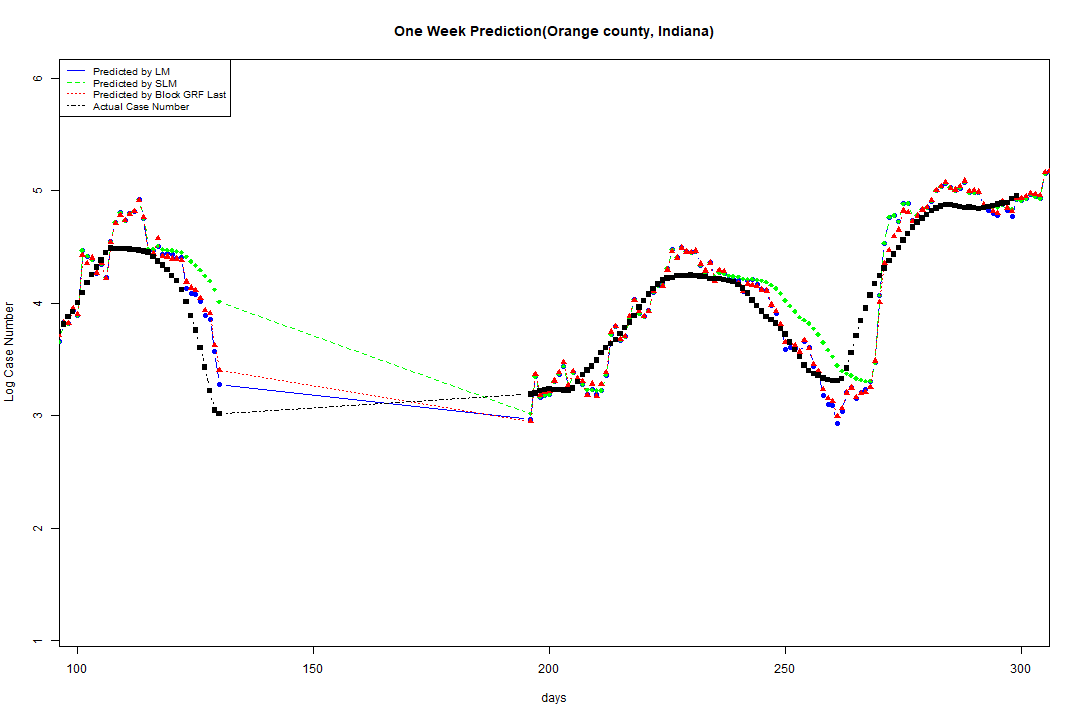 One Week Prediction(Orange county, Indiana)
Predicted by LM
Predicted by SLM
Predicted by Block GRF Last
Actual Case Number
Log Case Number
6
5
4
3
2
1
100 150 200 250 300
days